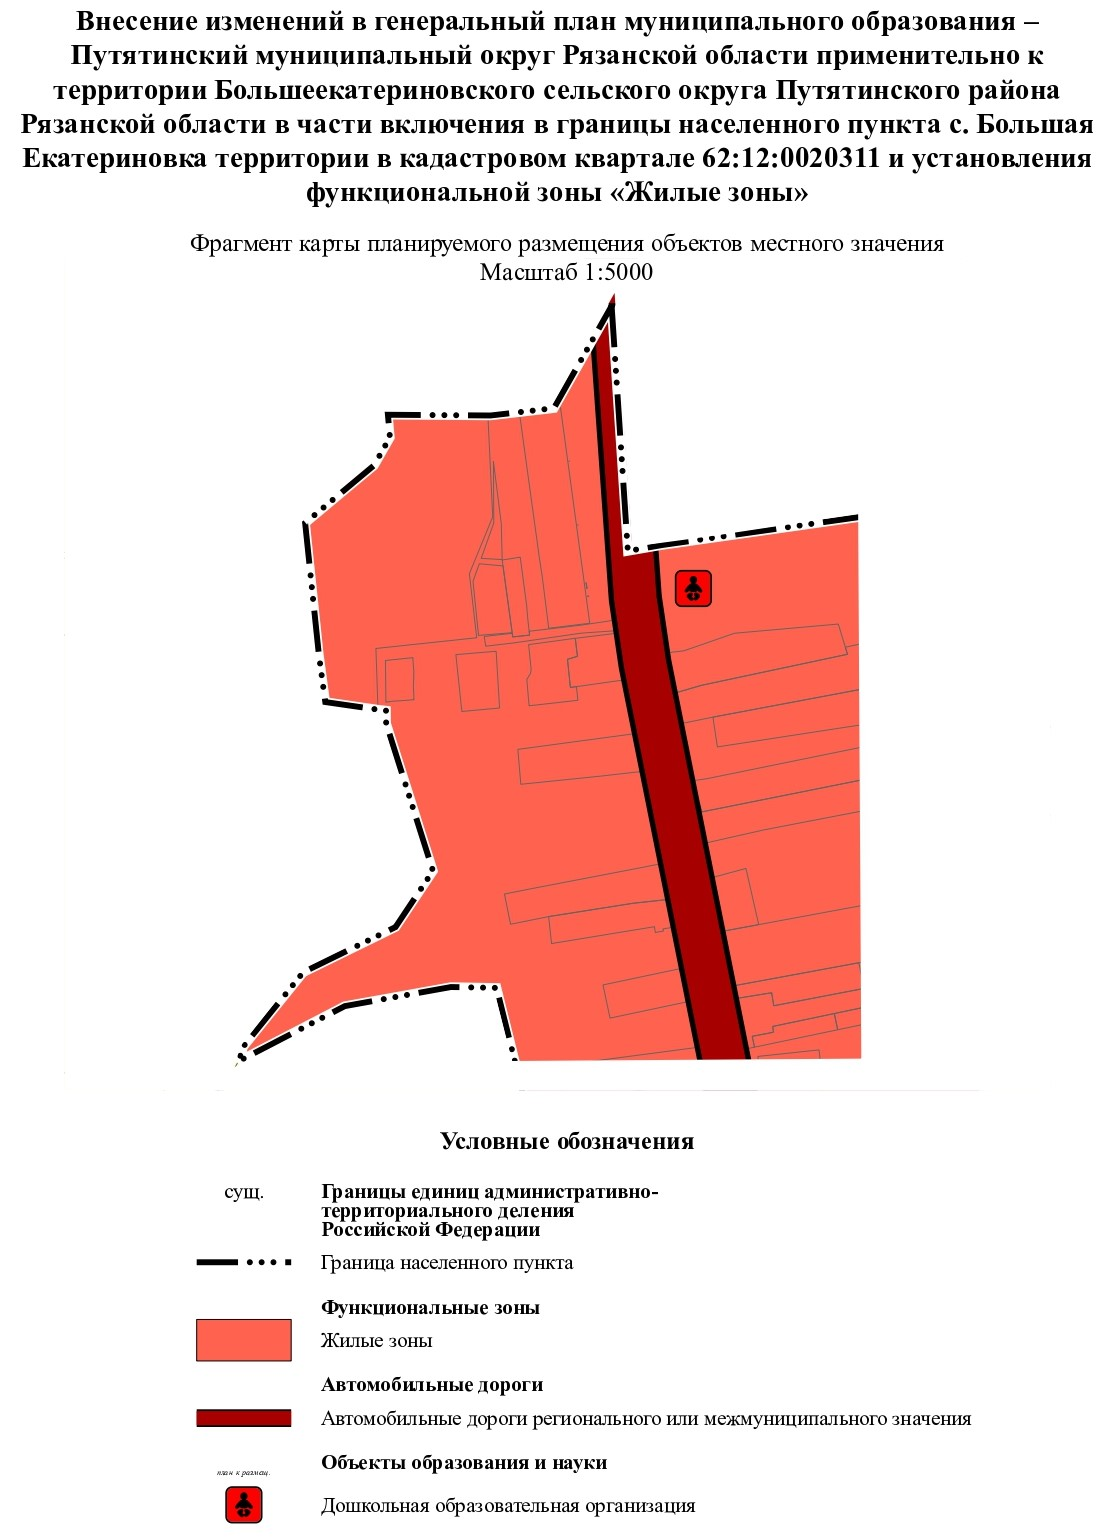 Внесение изменений в генеральный план муниципального образования –
Путятинский муниципальный округ Рязанской области применительно к
территории Большеекатериновского сельского округа Путятинского района
Рязанской области в части включения в границы населенного пункта с. Большая
Екатериновка территории в кадастровом квартале 62:12:0020311 и установления
функциональной зоны «Жилые зоны»
Фрагмент карты планируемого размещения объектов местного значения
Масштаб 1:5000
Условные обозначения
сущ.
Границы единиц административно-
территориального деления
Российской Федерации
Граница населенного пункта
Функциональные зоны
Жилые зоны
Автомобильные дороги
Автомобильные дороги регионального или межмуниципального значения
Объекты образования и науки
план к размещ.
Дошкольная образовательная организация